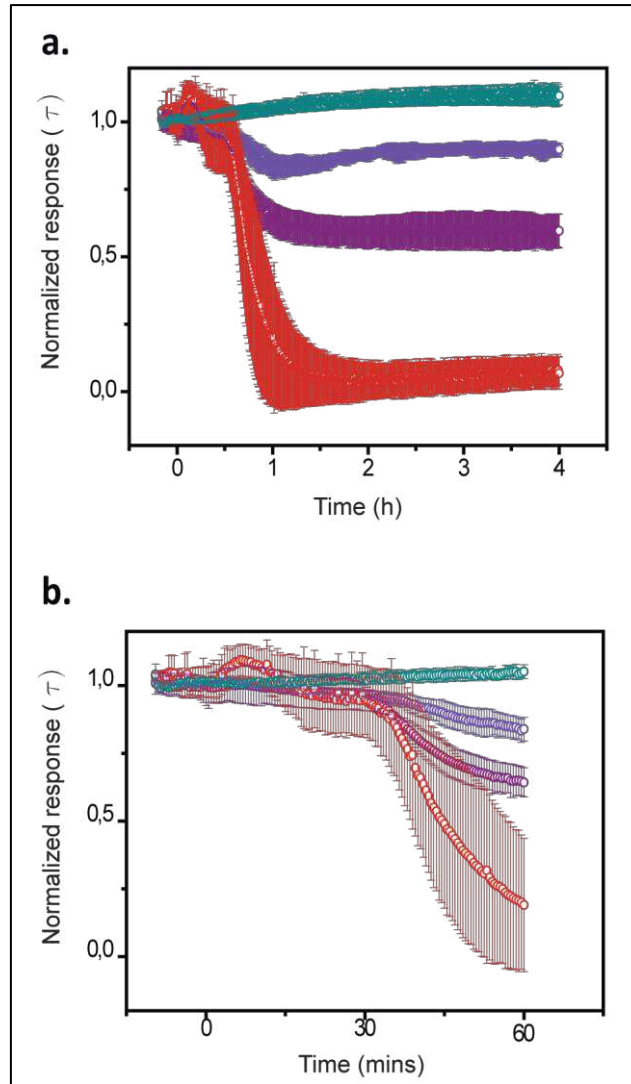 a.
Normalized response ( τ )
1,0
0,5
0,0
0
1
2
3
4
Time (h)
b.
Normalized response ( τ )
1,0
0,5
0,0
0
30
60
Time (mins)